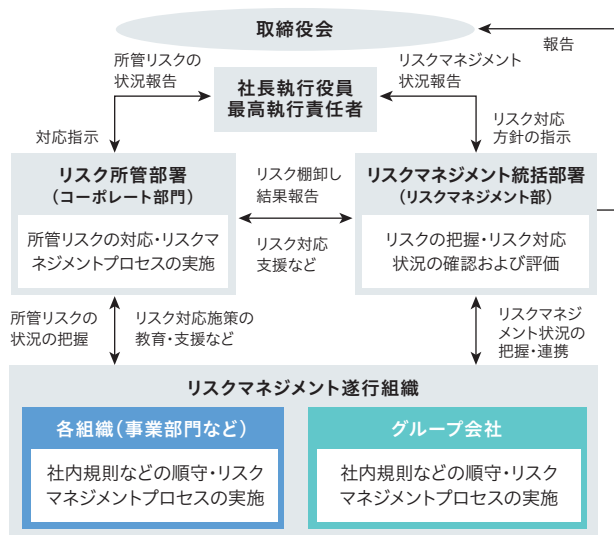 取締役会
報告
所管リスクの
状況報告
リスクマネジメント
状況報告
社長執行役員
最高執行責任者
対応指示
リスク対応
方針の指示
リスク所管部署
（コーポレート部門）
所管リスクの対応・リスクマ
ネジメントプロセスの実施
リスク棚卸し
結果報告
リスク対応
支援など
リスクマネジメント統括部署
（リスクマネジメント部）
リスクの把握・リスク対応
状況の確認および評価
所管リスクの
状況の把握
リスク対応施策の
教育・支援など
リスクマネジ
メント状況の
把握・連携
リスクマネジメント遂行組織
各組織（事業部門など）
社内規則などの順守・リスク
マネジメントプロセスの実施
グループ会社
社内規則などの順守・リスク
マネジメントプロセスの実施